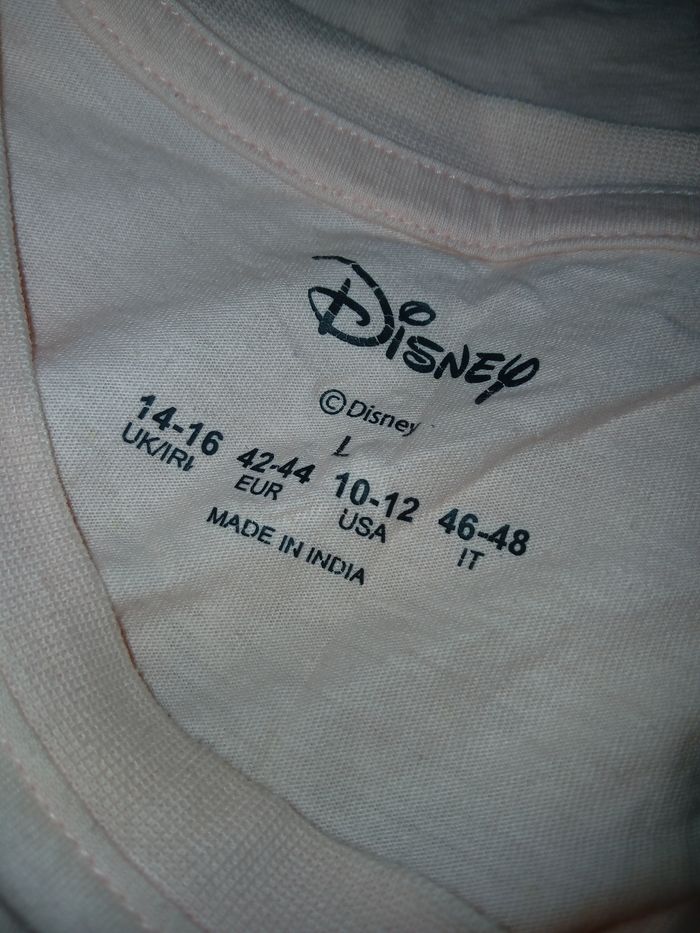 Disney
©Disney
L
14-16 42-44 10-12 46-48
UK/IRL EUR USA IT
MADE IN INDIA